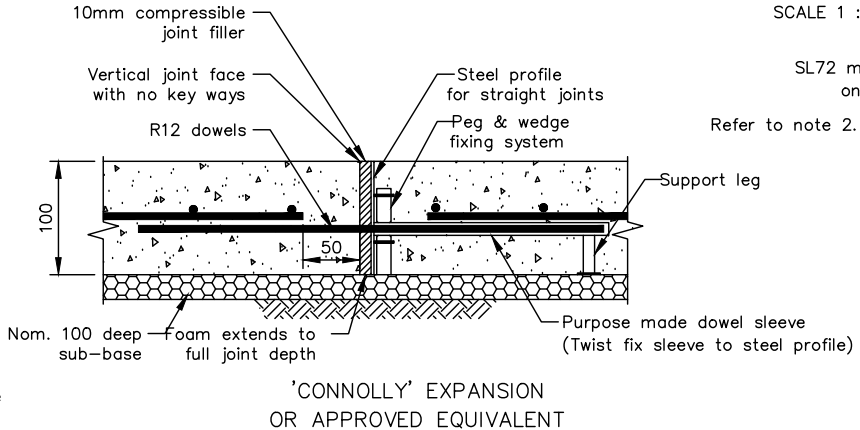 10mm compressible
joint filler
SCALE 1 :
Vertical joint face
with no key ways
Steel profile
for straight joints
SL72 m
on
R12 dowels
Peg & wedge
fixing system
Refer to note 2.
Support leg
100
50
Nom. 100 deep
sub-base
Foam extends to
full joint depth
Purpose made dowel sleeve
(Twist fix sleeve to steel profile)
'CONNOLLY' EXPANSION
OR APPROVED EQUIVALENT